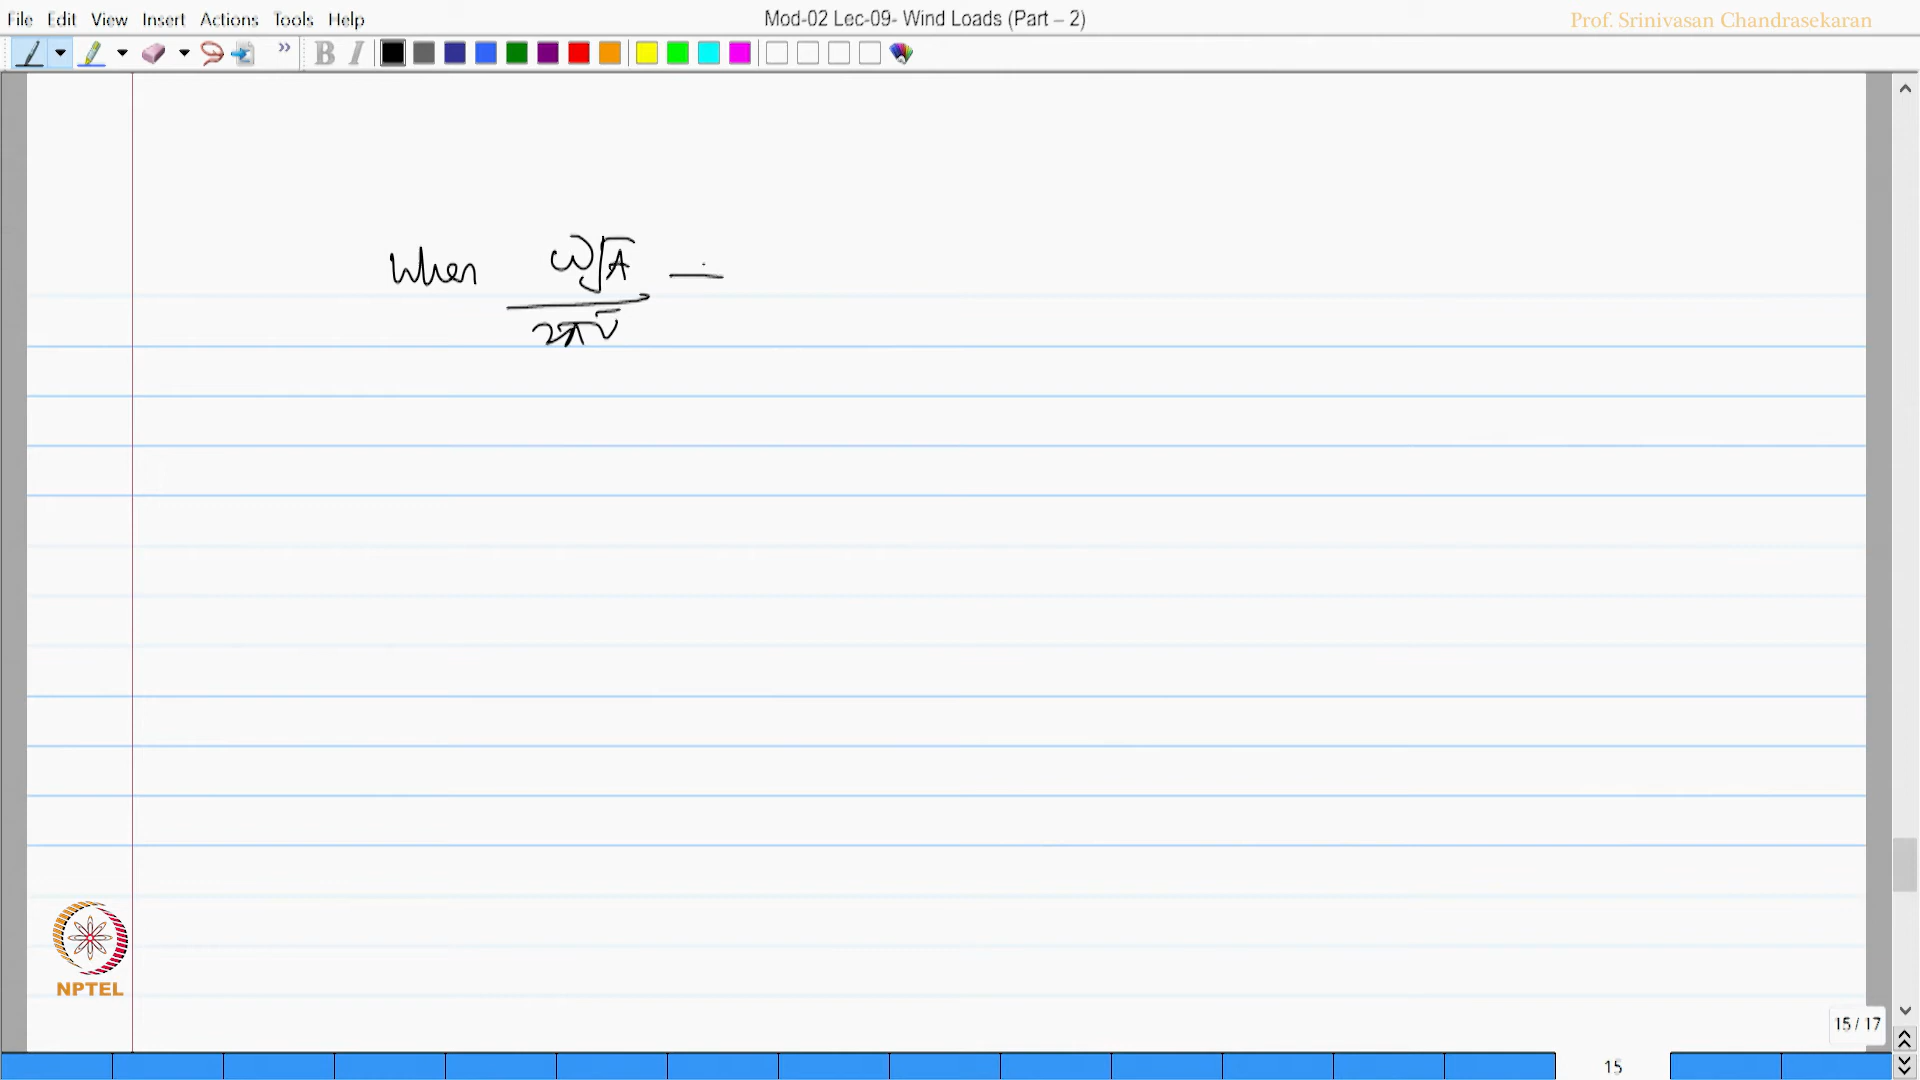 File Edit View Insert Actions Tools Help
Mod-02 Lec-09- Wind Loads (Part – 2)
Prof. Srinivasan Chandrasekaran
B I
When ω√A
2πv̄
NPTEL
15 / 17
15